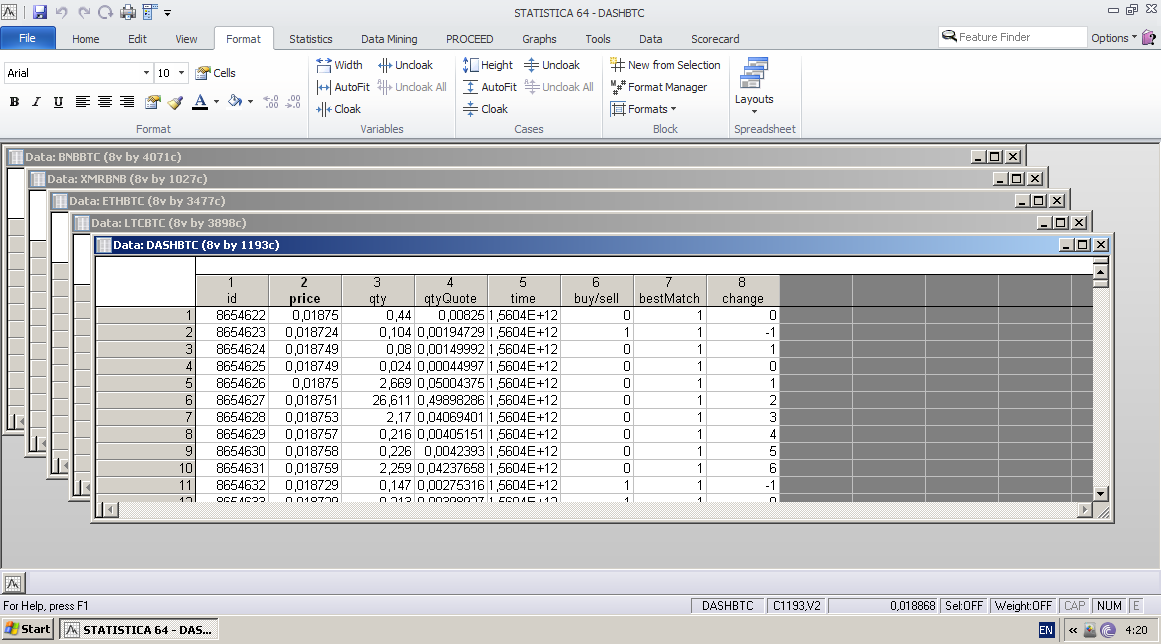 STATISTICA 64 - DASHBTC
File Home Edit View Format Statistics Data Mining PROCEED Graphs Tools Data Scorecard Feature Finder Options
Arial 10 Cells Width Uncloak Height Uncloak New from Selection
AutoFit Uncloak All AutoFit Uncloak All Format Manager
B I U A Cloak Cloak Formats Layouts
Format Variables Cases Block Spreadsheet
Data: BNBBTC (8v by 4071c)
Data: XMRBNB (8v by 1027c)
Data: ETHBTC (8v by 3477c)
Data: LTCBTC (8v by 3898c)
Data: DASHBTC (8v by 1193c)
1 2 3 4 5 6 7 8
id price qty qtyQuote time buy/sell bestMatch change
1 8654622 0,01875 0,44 0,00825 1,5604E+12 0 1 0
2 8654623 0,018724 0,104 0,00194729 1,5604E+12 1 1 -1
3 8654624 0,018749 0,08 0,00149992 1,5604E+12 0 1 1
4 8654625 0,018749 0,024 0,00044997 1,5604E+12 0 1 0
5 8654626 0,01875 2,669 0,05004375 1,5604E+12 0 1 1
6 8654627 0,018751 26,611 0,49898286 1,5604E+12 0 1 2
7 8654628 0,018753 2,17 0,04069401 1,5604E+12 0 1 3
8 8654629 0,018757 0,216 0,00405151 1,5604E+12 0 1 4
9 8654630 0,018758 0,226 0,0042393 1,5604E+12 0 1 5
10 8654631 0,018759 2,259 0,04237658 1,5604E+12 0 1 6
11 8654632 0,018729 0,147 0,00275316 1,5604E+12 1 1 -1
For Help, press F1 DASHBTC C1193,V2 0,018868 Sel:OFF Weight:OFF CAP NUM E
Start STATISTICA 64 - DAS... EN « 4:20